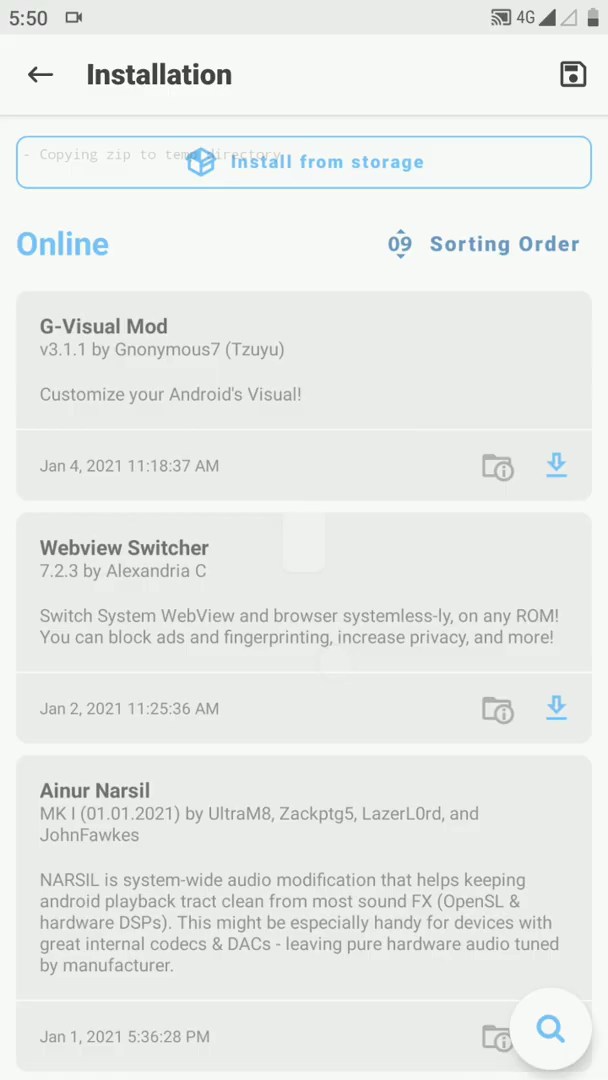 5:50
4G
Installation
- Copying zip to temp directory
Install from storage
Online
09 Sorting Order
G-Visual Mod
v3.1.1 by Gnonymous7 (Tzuyu)
Customize your Android's Visual!
Jan 4, 2021 11:18:37 AM
Webview Switcher
7.2.3 by Alexandria C
Switch System WebView and browser systemless-ly, on any ROM!
You can block ads and fingerprinting, increase privacy, and more!
Jan 2, 2021 11:25:36 AM
Ainur Narsil
MK I (01.01.2021) by UltraM8, Zackptg5, LazerL0rd, and
JohnFawkes
NARSIL is system-wide audio modification that helps keeping
android playback tract clean from most sound FX (OpenSL &
hardware DSPs). This might be especially handy for devices with
great internal codecs & DACs - leaving pure hardware audio tuned
by manufacturer.
Jan 1, 2021 5:36:28 PM